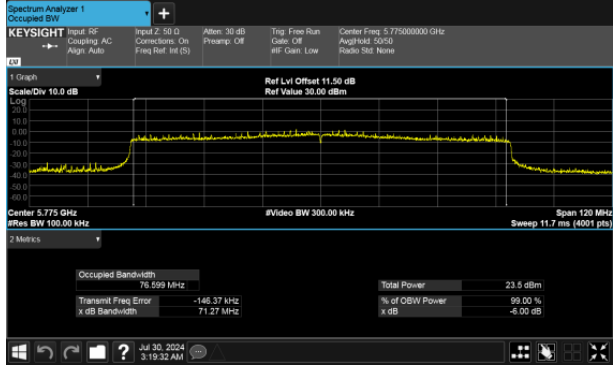 Spectrum Analyzer 1
Occupied BW
+
KEYSIGHT Input: RF Input Z: 50 Ω Atten: 30 dB Trig: Free Run Center Freq: 5.775000000 GHz
Coupling: AC Corrections: On Preamp: Off Gate: Off Avg|Hold: 50/50
Align: Auto Freq Ref: Int (S) #IF Gain: Low Radio Std: None
LXI
1 Graph Ref Lvl Offset 11.50 dB
Scale/Div 10.0 dB Ref Value 30.00 dBm
Log
20.0
10.0
0.00
-10.0
-20.0
-30.0
-40.0
-50.0
-60.0
Center 5.775 GHz #Video BW 300.00 kHz Span 120 MHz
#Res BW 100.00 kHz Sweep 11.7 ms (4001 pts)
2 Metrics
Occupied Bandwidth
76.599 MHz Total Power 23.5 dBm
Transmit Freq Error -146.37 kHz % of OBW Power 99.00 %
x dB Bandwidth 71.27 MHz x dB -6.00 dB
? Jul 30, 2024
3:19:32 AM